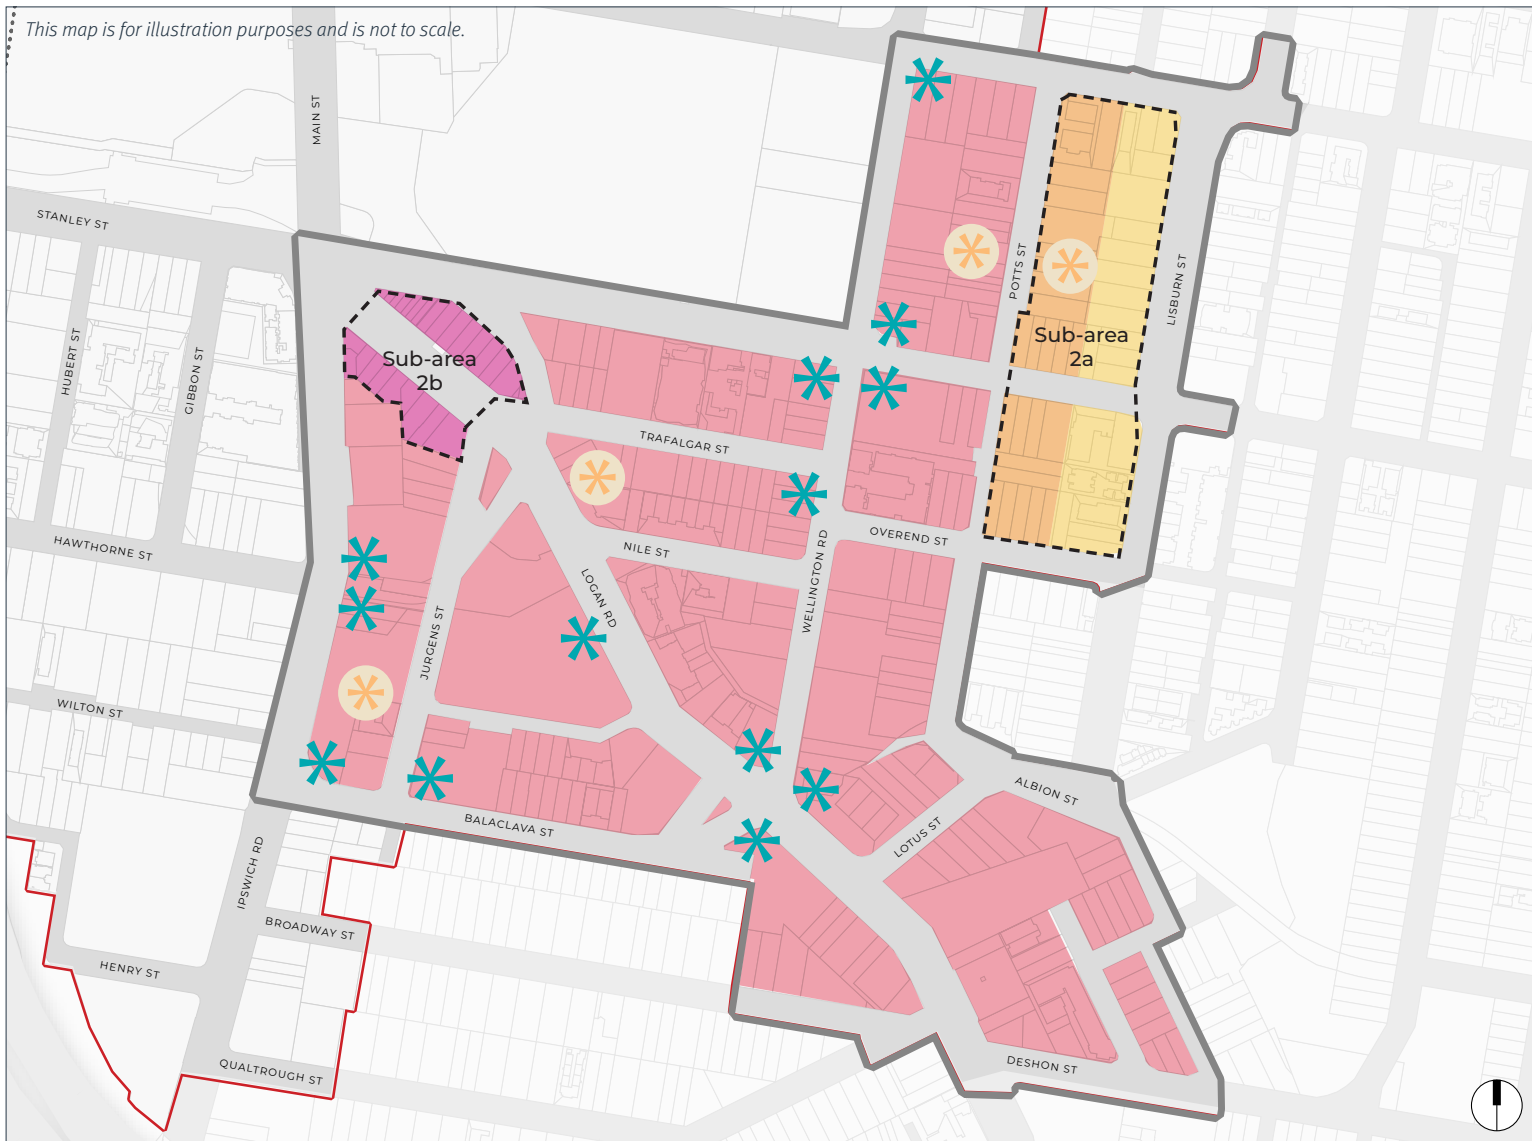 This map is for illustration purposes and is not to scale.
MAIN ST
STANLEY ST
HUBERT ST
GIBBON ST
POTTS ST
LISBURN ST
Sub-area
2a
Sub-area
2b
TRAFALGAR ST
OVEREND ST
HAWTHORNE ST
NILE ST
LOGAN RD
WELLINGTON RD
JURGENS ST
WILTON ST
ALBION ST
BALACLAVA ST
LOTUS ST
IPSWICH RD
BROADWAY ST
HENRY ST
QUALTROUGH ST
DESHON ST